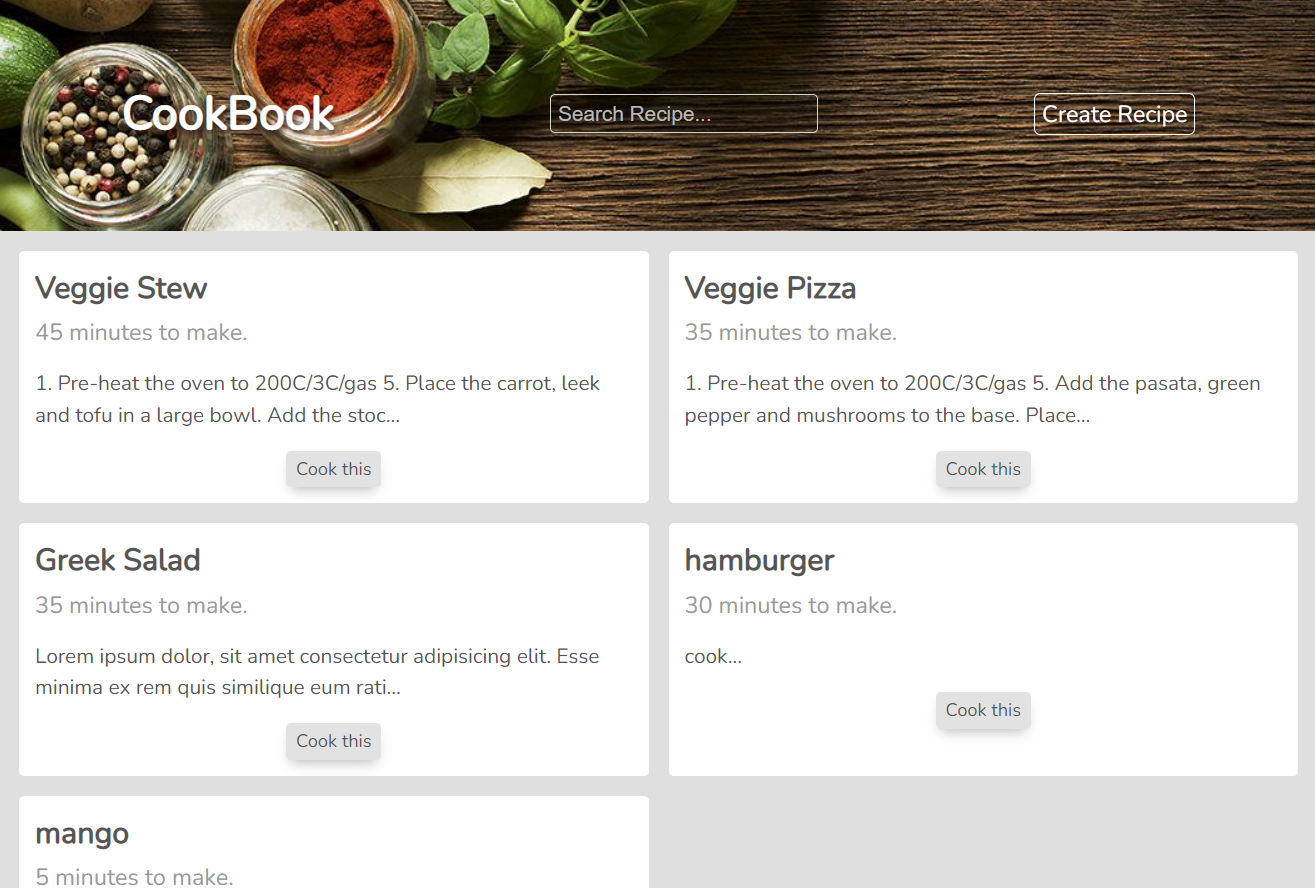 CookBook
Search Recipe...
Create Recipe
Veggie Stew
45 minutes to make.
1. Pre-heat the oven to 200C/3C/gas 5. Place the carrot, leek
and tofu in a large bowl. Add the stoc...
Cook this
Veggie Pizza
35 minutes to make.
1. Pre-heat the oven to 200C/3C/gas 5. Add the pasata, green
pepper and mushrooms to the base. Place...
Cook this
Greek Salad
35 minutes to make.
Lorem ipsum dolor, sit amet consectetur adipisicing elit. Esse
minima ex rem quis similique eum rati...
Cook this
hamburger
30 minutes to make.
cook...
Cook this
mango
5 minutes to make.